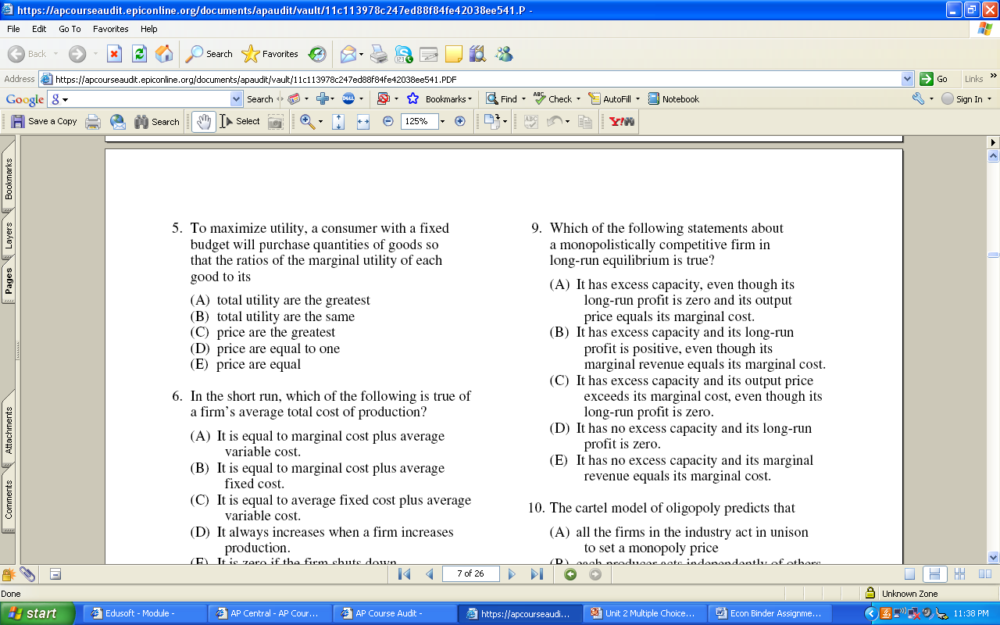 https://apcourseaudit.epiconline.org/documents/apaudit/vault/11c113978c247ed88f84fe42038ee541.P -
File Edit Go To Favorites Help
Back Search Favorites
Address https://apcourseaudit.epiconline.org/documents/apaudit/vault/11c113978c247ed88f84fe42038ee541.PDF Go Links »
Google g Search Bookmarks Find Check AutoFill Notebook Sign In
Save a Copy Search Select 125% Y!
Bookmarks
Layers
Pages
Attachments
Comments
5. To maximize utility, a consumer with a fixed
budget will purchase quantities of goods so
that the ratios of the marginal utility of each
good to its
(A) total utility are the greatest
(B) total utility are the same
(C) price are the greatest
(D) price are equal to one
(E) price are equal
6. In the short run, which of the following is true of
a firm's average total cost of production?
(A) It is equal to marginal cost plus average
variable cost.
(B) It is equal to marginal cost plus average
fixed cost.
(C) It is equal to average fixed cost plus average
variable cost.
(D) It always increases when a firm increases
production.
(E) It is zero if the firm shuts down
9. Which of the following statements about
a monopolistically competitive firm in
long-run equilibrium is true?
(A) It has excess capacity, even though its
long-run profit is zero and its output
price equals its marginal cost.
(B) It has excess capacity and its long-run
profit is positive, even though its
marginal revenue equals its marginal cost.
(C) It has excess capacity and its output price
exceeds its marginal cost, even though its
long-run profit is zero.
(D) It has no excess capacity and its long-run
profit is zero.
(E) It has no excess capacity and its marginal
revenue equals its marginal cost.
10. The cartel model of oligopoly predicts that
(A) all the firms in the industry act in unison
to set a monopoly price
(B) each producer acts independently of others
7 of 26
Done Unknown Zone
start Edusoft - Module - AP Central - AP Cour... AP Course Audit - https://apcourseaudi... Unit 2 Multiple Choice... Econ Binder Assignme... 11:38 PM